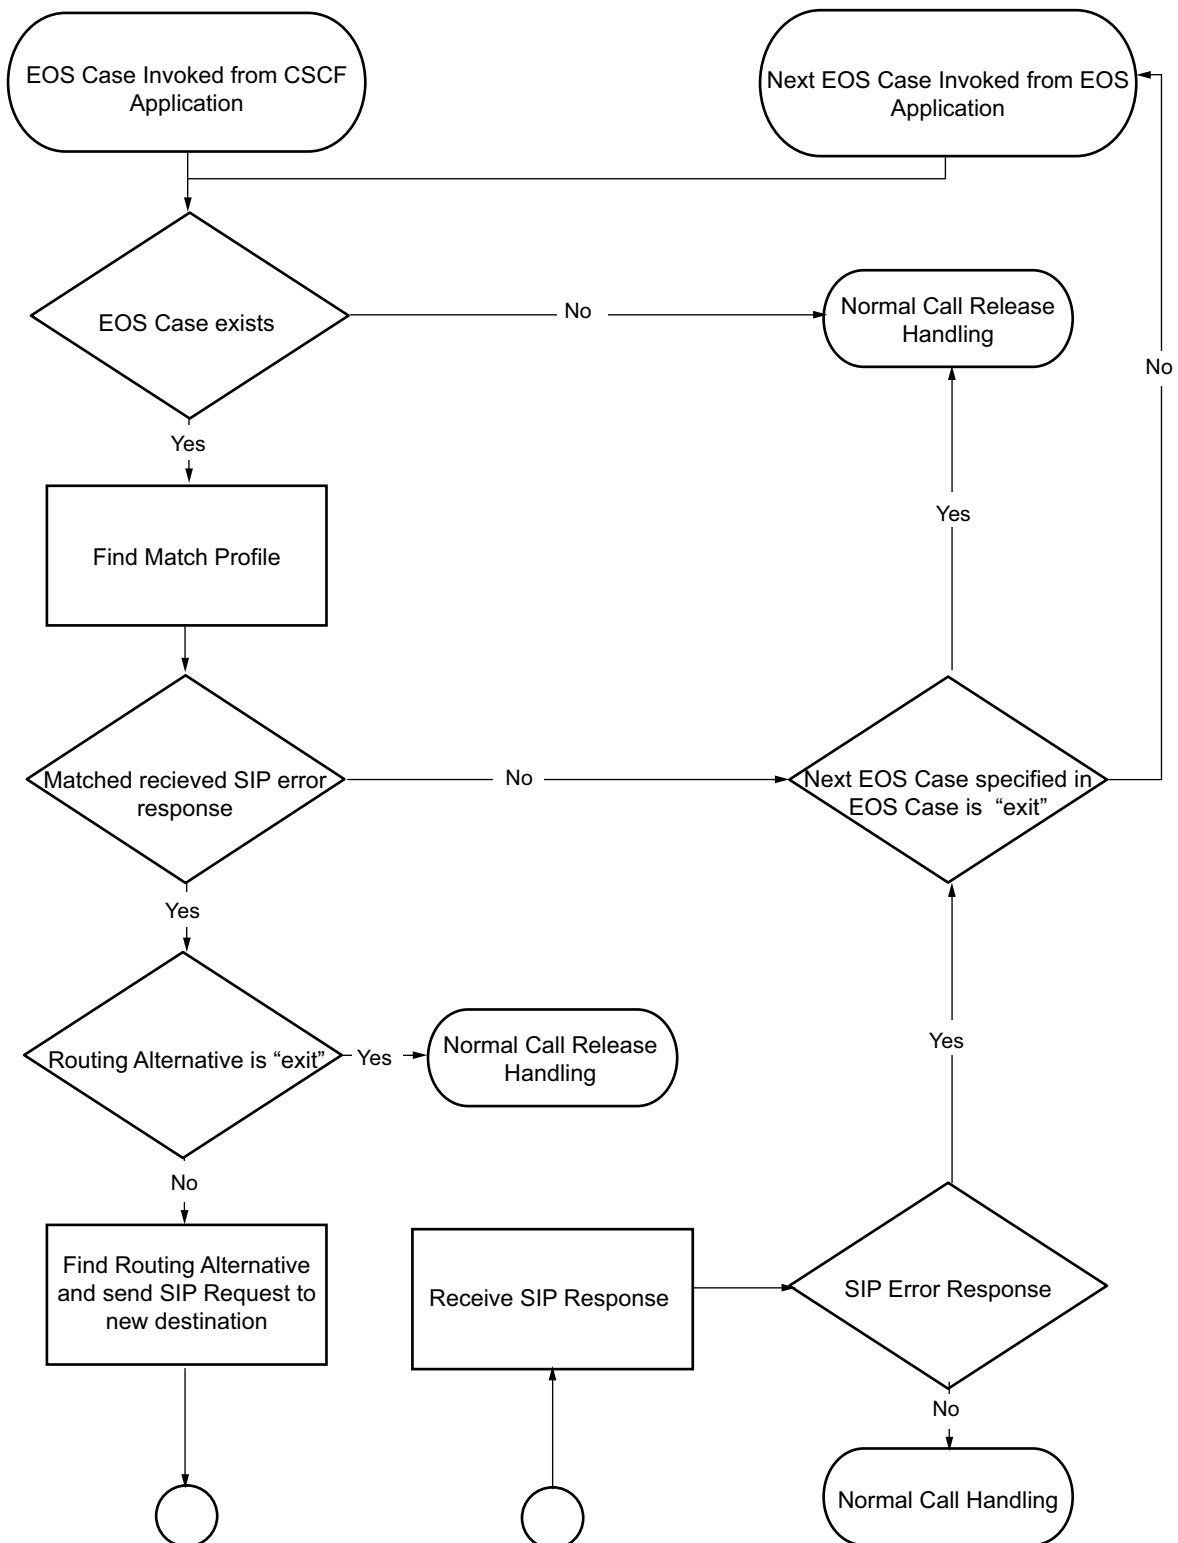 EOS Case Invoked from CSCF
Application
Next EOS Case Invoked from EOS
Application
EOS Case exists
No
Normal Call Release
Handling
No
Yes
Find Match Profile
Yes
Matched recieved SIP error
response
No
Next EOS Case specified in
EOS Case is “exit”
Yes
Routing Alternative is “exit”
Yes
Normal Call Release
Handling
Yes
No
Find Routing Alternative
and send SIP Request to
new destination
Receive SIP Response
SIP Error Response
No
Normal Call Handling